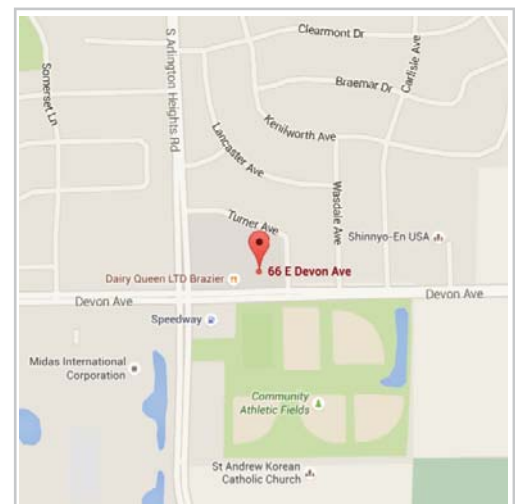 Clermont Dr
Carlisle Ave
Somerset Ln
S Arlington Heights Rd
Braemar Dr
Kenilworth Ave
Lancaster Ave
Wasdale Ave
Turner Ave
Shinnyo-En USA
66 E Devon Ave
Dairy Queen LTD Brazier
Devon Ave
Devon Ave
Speedway
Midas International
Corporation
Community
Athletic Fields
St Andrew Korean
Catholic Church